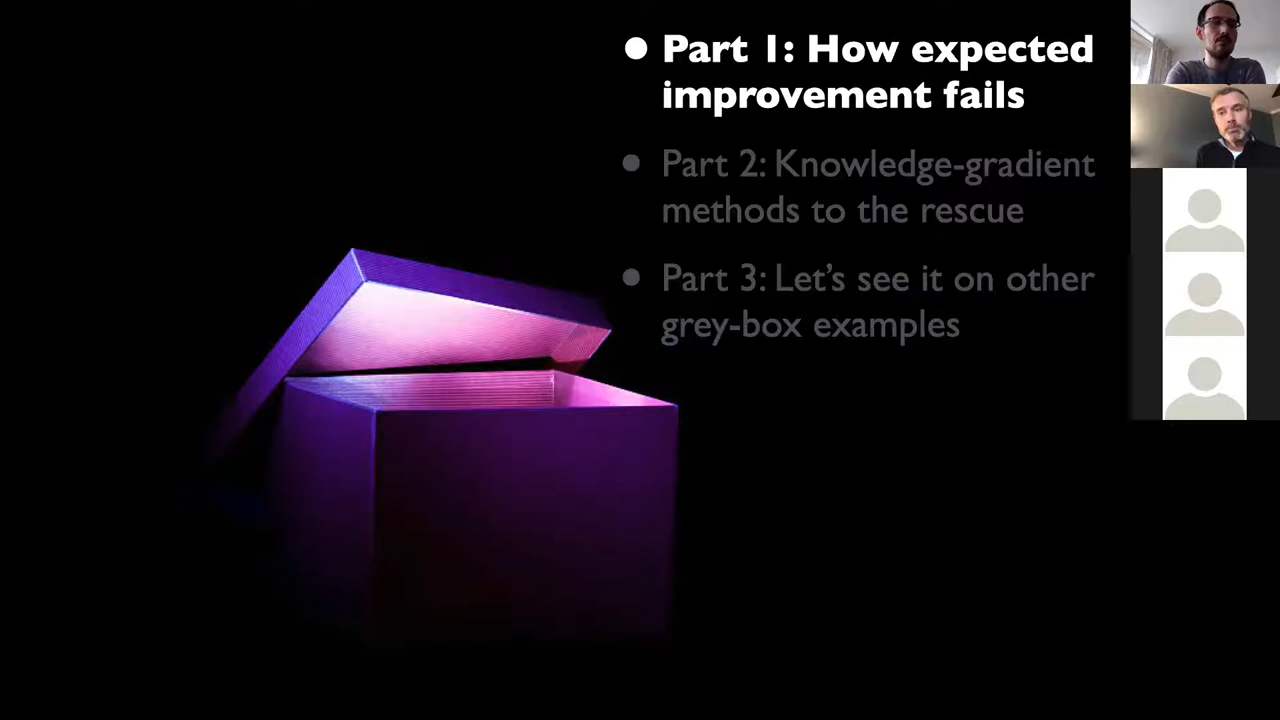 Part 1: How expected
improvement fails
Part 2: Knowledge-gradient
methods to the rescue
Part 3: Let’s see it on other
grey-box examples